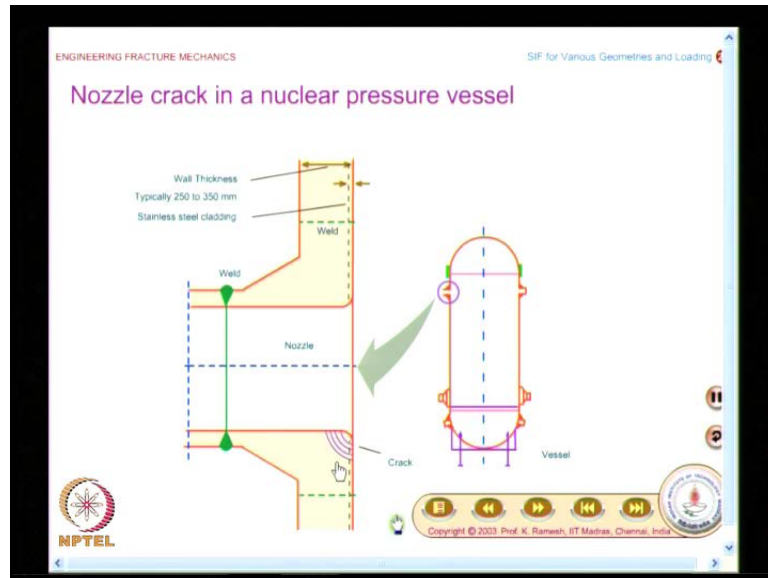 ENGINEERING FRACTURE MECHANICS
SIF for Various Geometries and Loading
Nozzle crack in a nuclear pressure vessel
Wall Thickness
Typically 250 to 350 mm
Stainless steel cladding
Weld
Weld
Nozzle
Crack
Vessel
NPTEL
Copyright © 2003 Prof. K. Ramesh, IIT Madras, Chennai, India